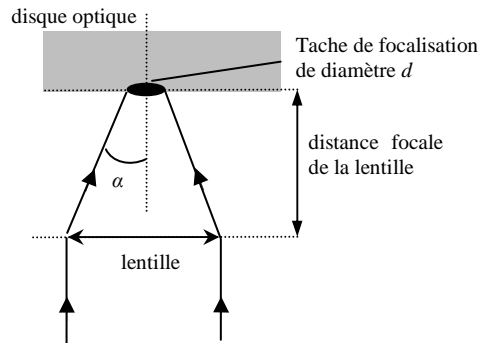 disque optique
Tache de focalisation
de diamètre d
distance focale
de la lentille
α
lentille